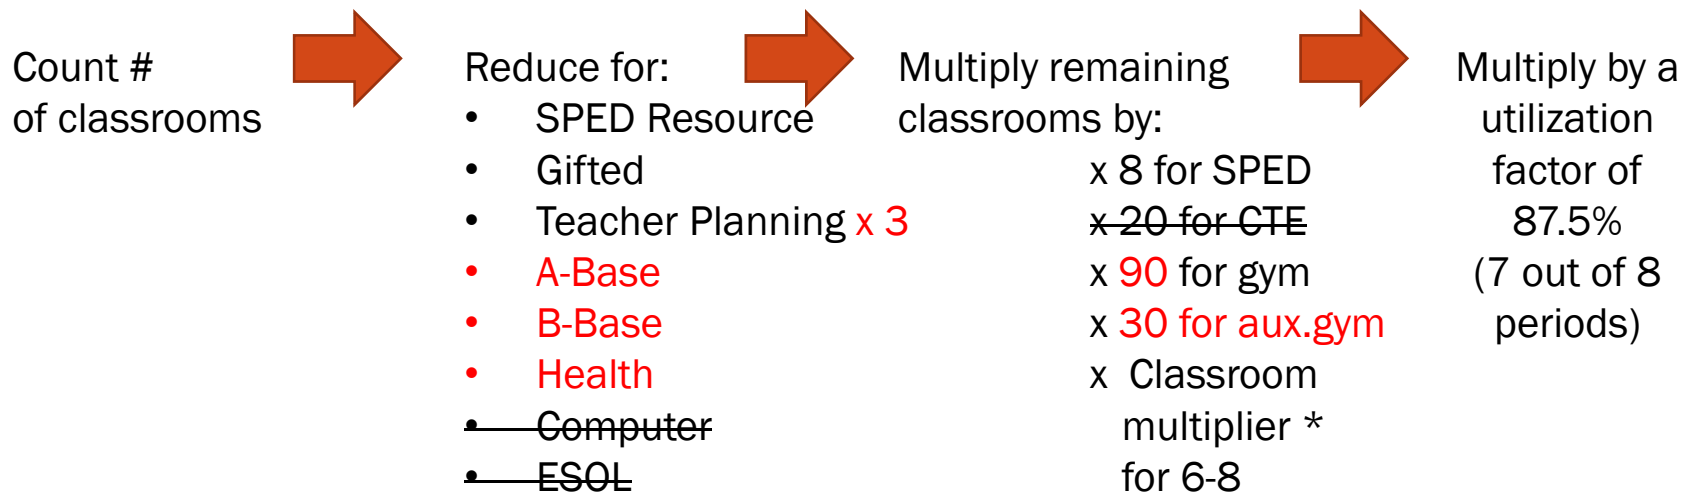 Count #
of classrooms
Reduce for:
• SPED Resource
• Gifted
• Teacher Planning x 3
• A-Base
• B-Base
• Health
• Computer
• ESOL
Multiply remaining
classrooms by:
x 8 for SPED
x 20 for CTE
x 90 for gym
x 30 for aux.gym
x Classroom
multiplier *
for 6-8
Multiply by a
utilization
factor of
87.5%
(7 out of 8
periods)